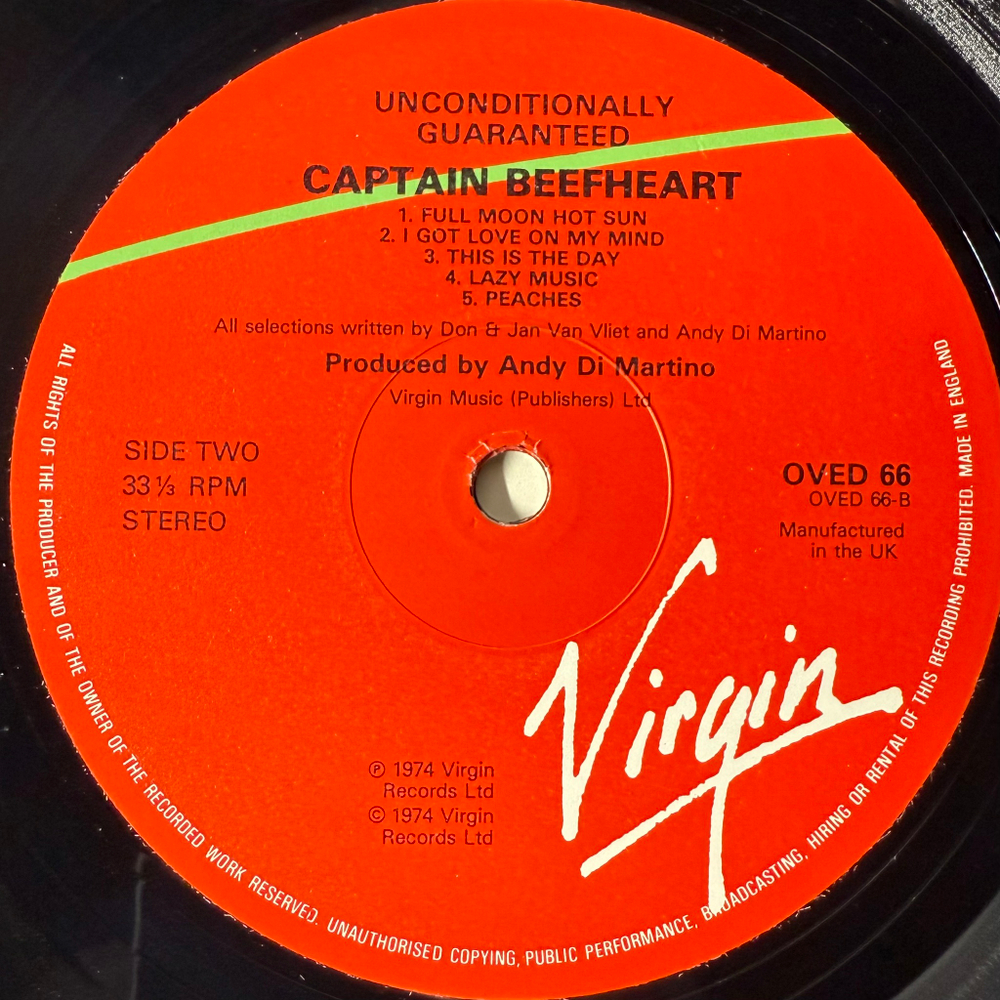 UNCONDITIONALLY
GUARANTEED
CAPTAIN BEEFHEART
1. FULL MOON HOT SUN
2. I GOT LOVE ON MY MIND
3. THIS IS THE DAY
4. LAZY MUSIC
5. PEACHES
All selections written by Don & Jan Van Vliet and Andy Di Martino
Produced by Andy Di Martino
Virgin Music (Publishers) Ltd
SIDE TWO
33⅓ RPM
STEREO
OVED 66
OVED 66-B
Manufactured
in the UK
Virgin
℗ 1974 Virgin
Records Ltd
© 1974 Virgin
Records Ltd
ALL RIGHTS OF THE PRODUCER AND OF THE OWNER OF THE RECORDED WORK RESERVED. UNAUTHORISED COPYING, PUBLIC PERFORMANCE, BROADCASTING, HIRING OR RENTAL OF THIS RECORDING PROHIBITED. MADE IN ENGLAND